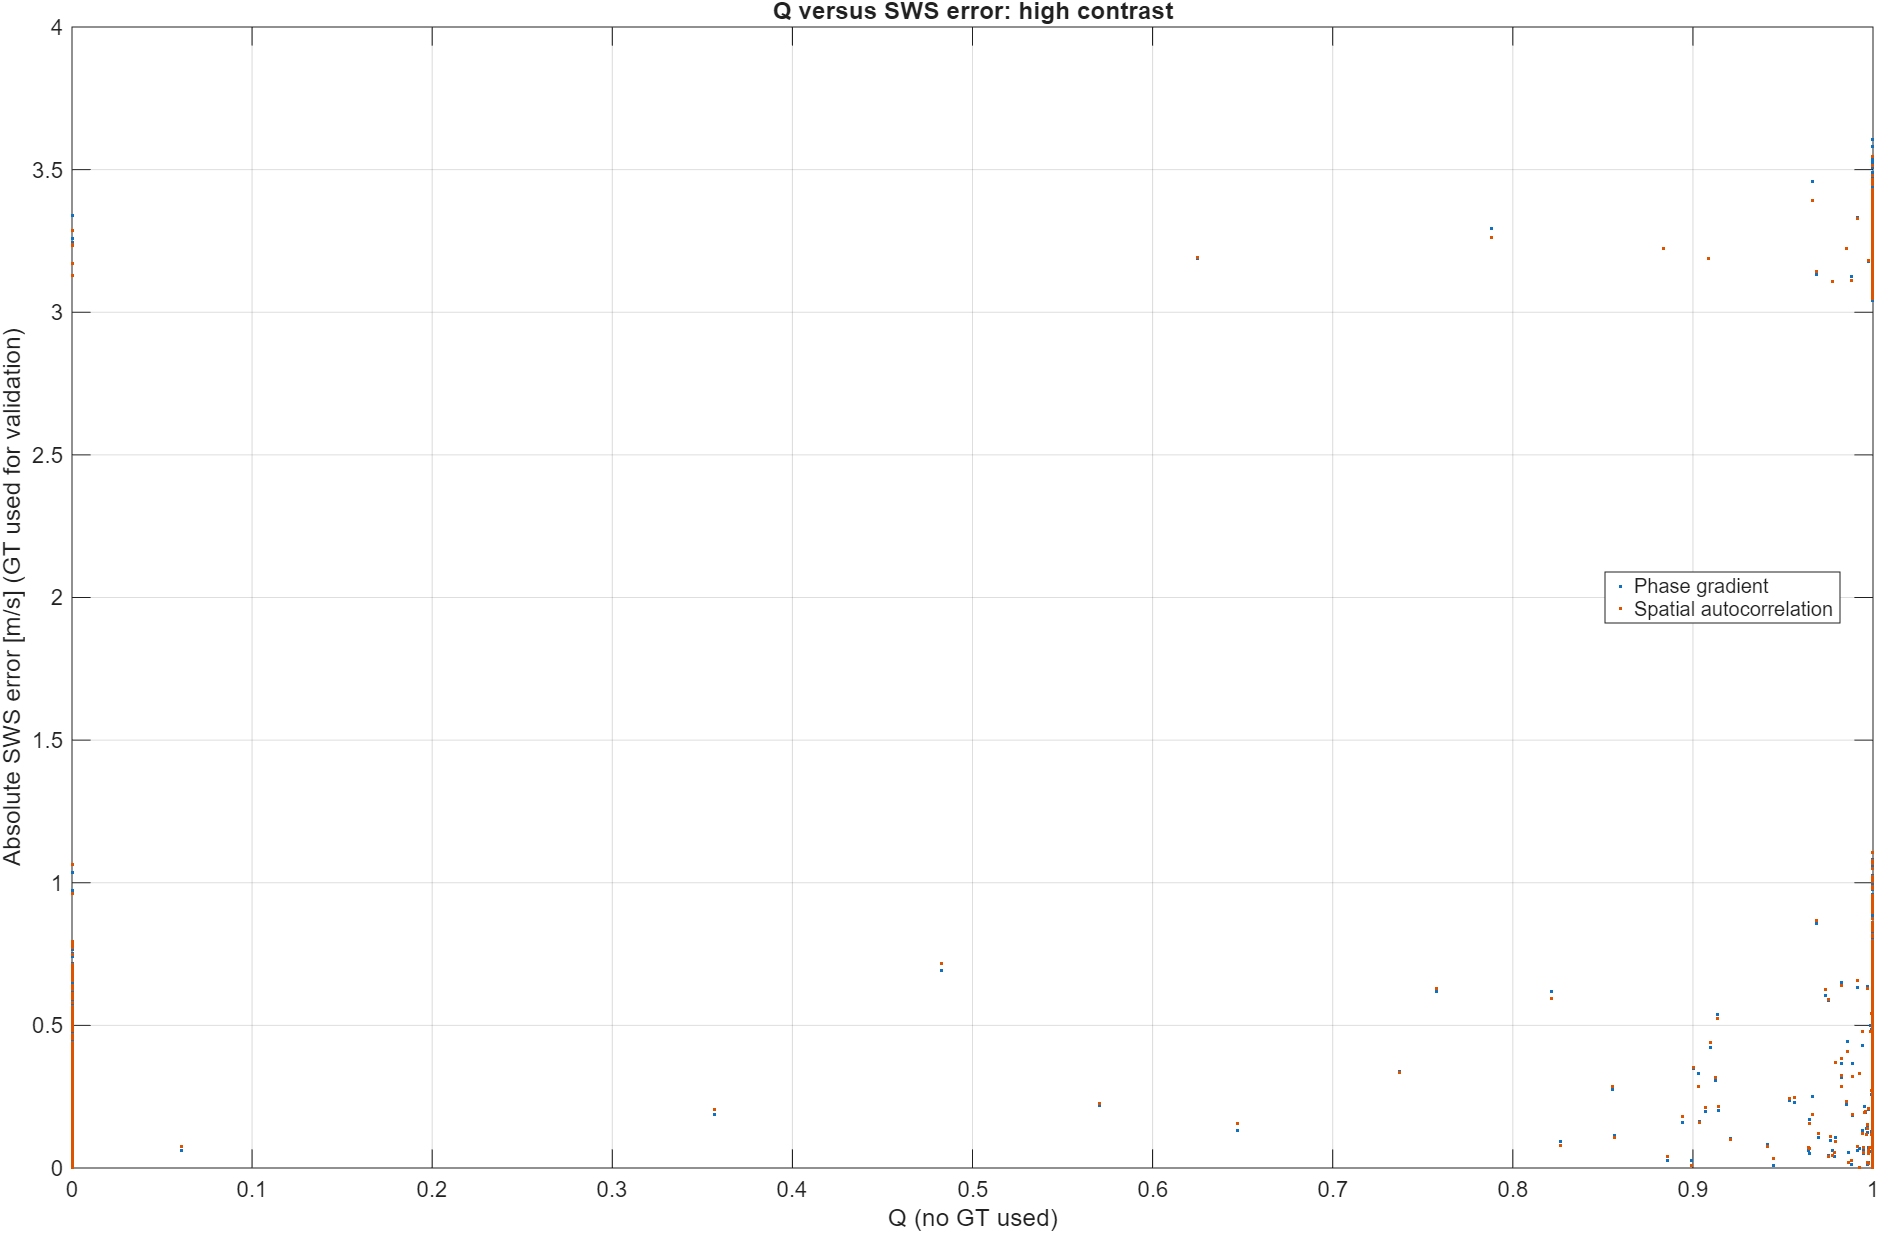 Q versus SWS error: high contrast
4
3.5
3
2.5
2
1.5
1
0.5
0
Absolute SWS error [m/s] (GT used for validation)
Phase gradient
Spatial autocorrelation
0 0.1 0.2 0.3 0.4 0.5 0.6 0.7 0.8 0.9 1
Q (no GT used)